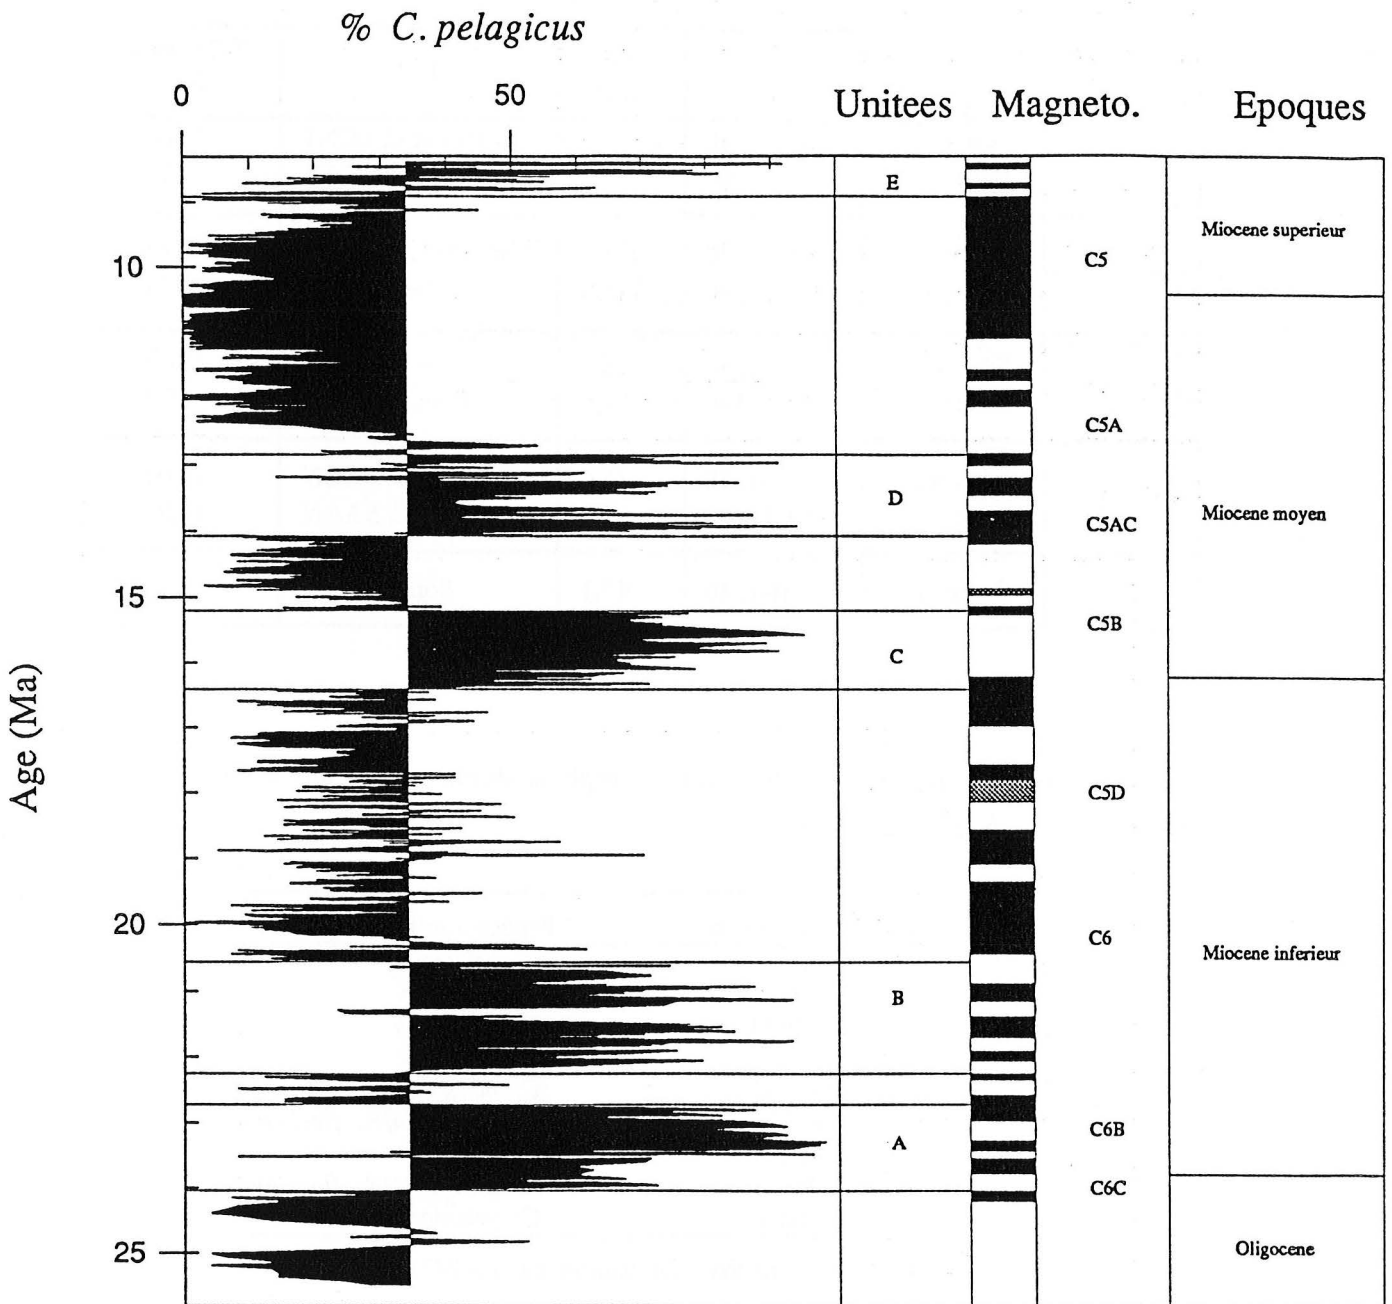 % C. pelagicus
0 50 Unitees Magneto. Epoques
E
Miocene superieur
10 C5
C5A
D
C5AC
Miocene moyen
15
C5B
C
Age (Ma)
C5D
20
C6
Miocene inferieur
B
C6B
A
C6C
25 Oligocene